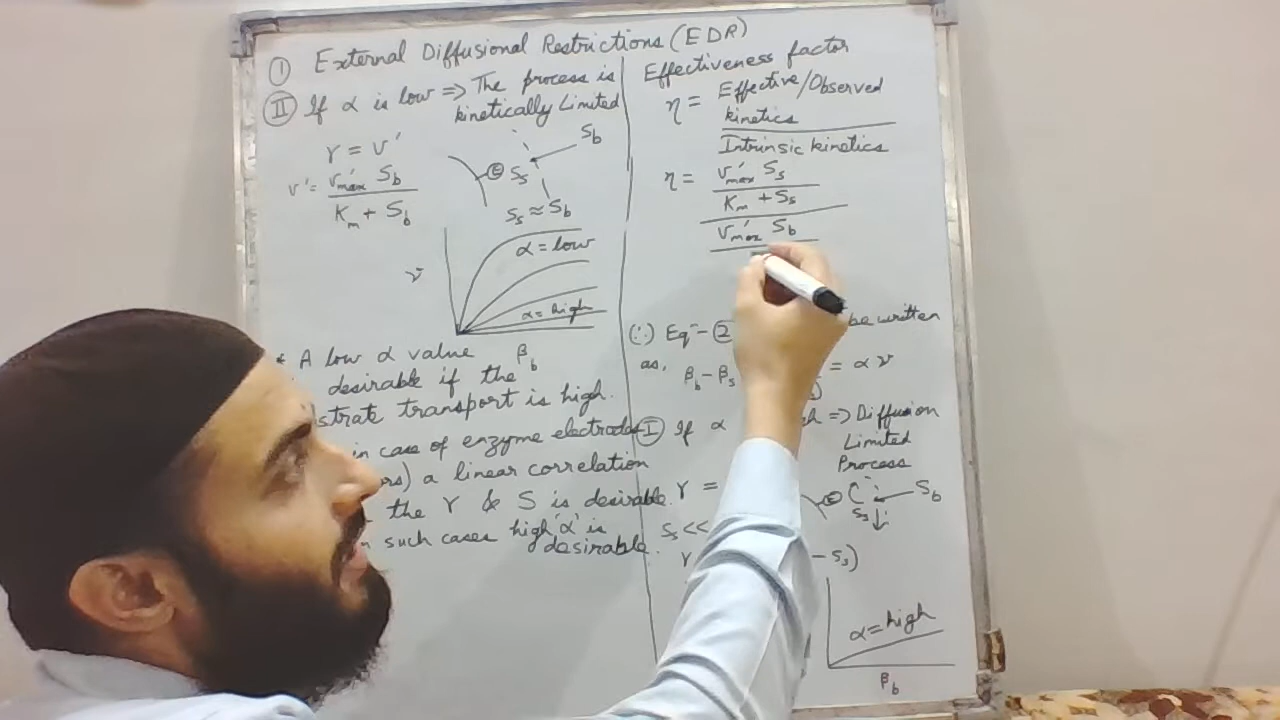 ① External Diffusional Restrictions (EDR)
Ⅱ If α is low => The process is
kinetically Limited
r = v'
v' = v'max Sb
Km + Sb
E Ss
Sb
Ss ≈ Sb
v
α = low
α = high
βb
* A low α value
desirable if the
strate transport is high.
in case of enzyme electrodes
ors) a linear correlation
the r & S is desirable.
such cases high 'α' is
desirable.
Effectiveness factor
η = Effective/Observed
kinetics
Intrinsic kinetics
η = v'max Ss
Km + Ss
v'max Sb
(∴) Eq-② be written
as, βb - βs = α v
Ⅰ If α => Diffusion
Limited
Process
r =
E Ss
Sb
Ss <<
r - Ss)
α = high
βb